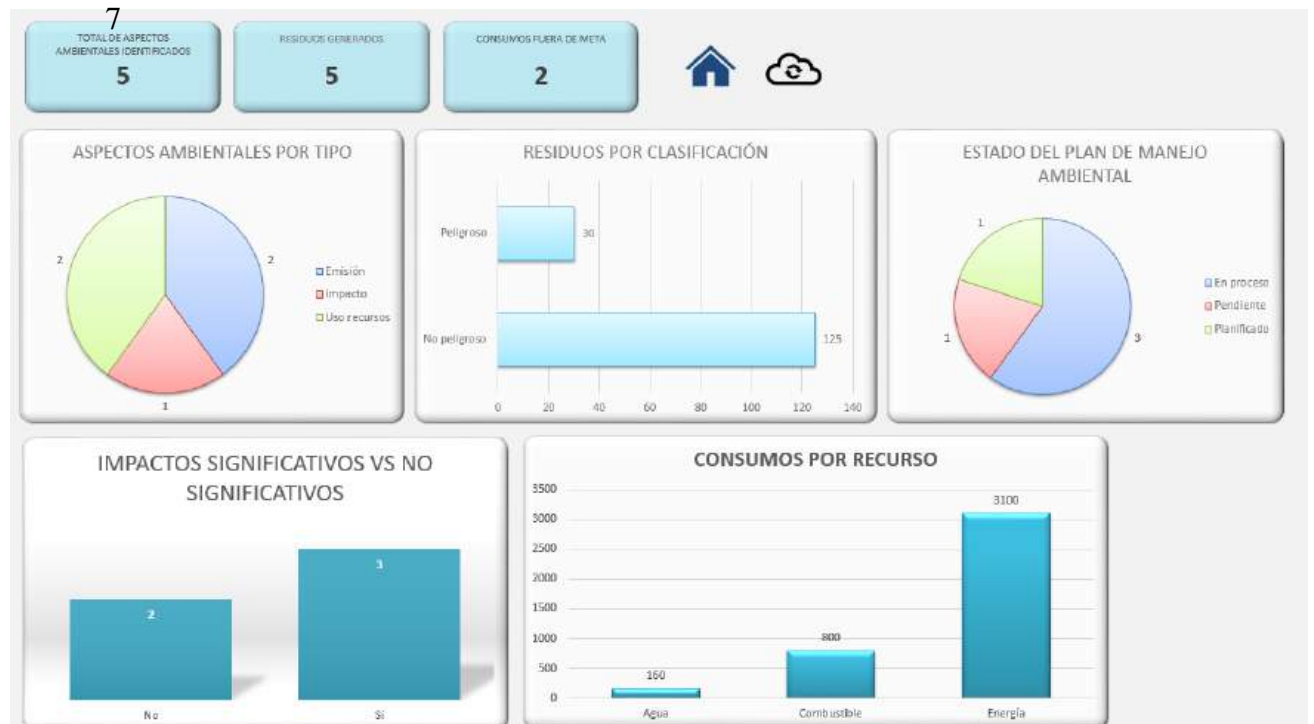 7
TOTAL DE ASPECTOS
AMBIENTALES IDENTIFICADOS
5
RESIDUOS GENERADOS
5
CONSUMOS FUERA DE META
2
ASPECTOS AMBIENTALES POR TIPO
2
2
1
Emisión
Impacto
Uso recursos
RESIDUOS POR CLASIFICACIÓN
Peligroso
30
No peligroso
125
0 20 40 60 80 100 120 140
ESTADO DEL PLAN DE MANEJO
AMBIENTAL
1
1
3
En proceso
Pendiente
Planificado
IMPACTOS SIGNIFICATIVOS VS NO
SIGNIFICATIVOS
2
3
No Sí
CONSUMOS POR RECURSO
3500
3000
2500
2000
1500
1000
500
0
160
800
3100
Agua Combustible Energía